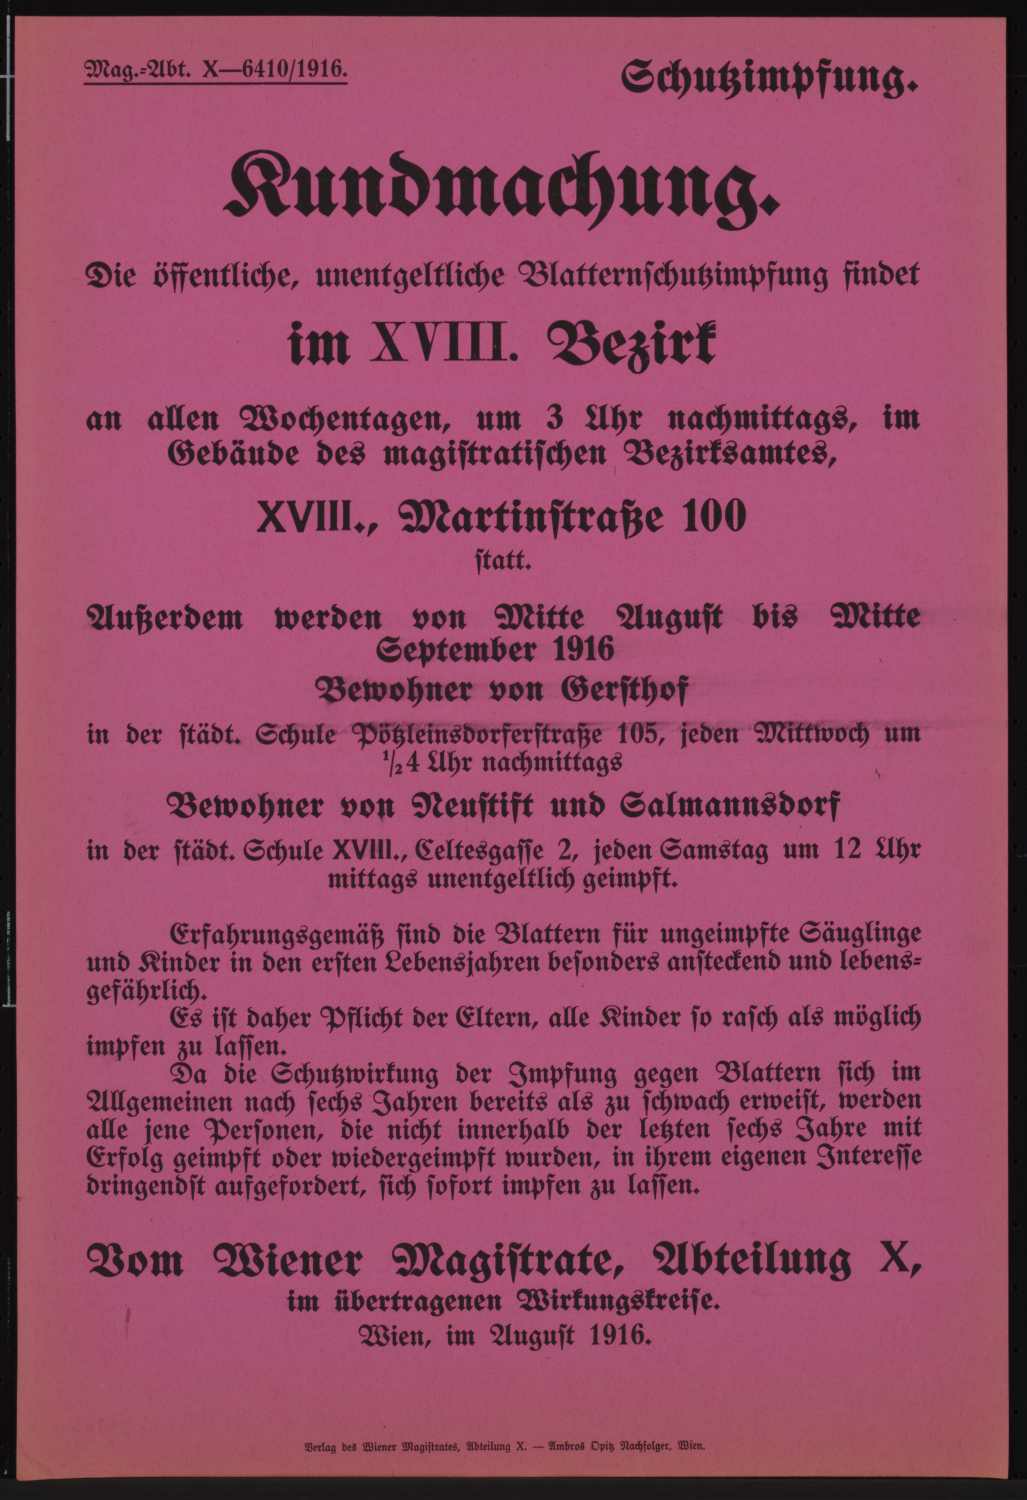 Mag.-Abt. X—6410/1916.
Schutzimpfung.
Kundmachung.
Die öffentliche, unentgeltliche Blatternschutzimpfung findet
im XVIII. Bezirk
an allen Wochentagen, um 3 Uhr nachmittags, im
Gebäude des magistratischen Bezirksamtes,
XVIII., Martinstraße 100
statt.
Außerdem werden von Mitte August bis Mitte
September 1916
Bewohner von Gersthof
in der städt. Schule Pötzleinsdorferstraße 105, jeden Mittwoch um
1/2 4 Uhr nachmittags
Bewohner von Neustift und Salmannsdorf
in der städt. Schule XVIII., Celtesgasse 2, jeden Samstag um 12 Uhr
mittags unentgeltlich geimpft.
Erfahrungsgemäß sind die Blattern für ungeimpfte Säuglinge
und Kinder in den ersten Lebensjahren besonders ansteckend und lebens-
gefährlich.
Es ist daher Pflicht der Eltern, alle Kinder so rasch als möglich
impfen zu lassen.
Da die Schutzwirkung der Impfung gegen Blattern sich im
Allgemeinen nach sechs Jahren bereits als zu schwach erweist, werden
alle jene Personen, die nicht innerhalb der letzten sechs Jahre mit
Erfolg geimpft oder wiedergeimpft wurden, in ihrem eigenen Interesse
dringendst aufgefordert, sich sofort impfen zu lassen.
Vom Wiener Magistrate, Abteilung X,
im übertragenen Wirkungskreise.
Wien, im August 1916.
Verlag des Wiener Magistrates, Abteilung X. — Ambros Opitz Nachfolger, Wien.